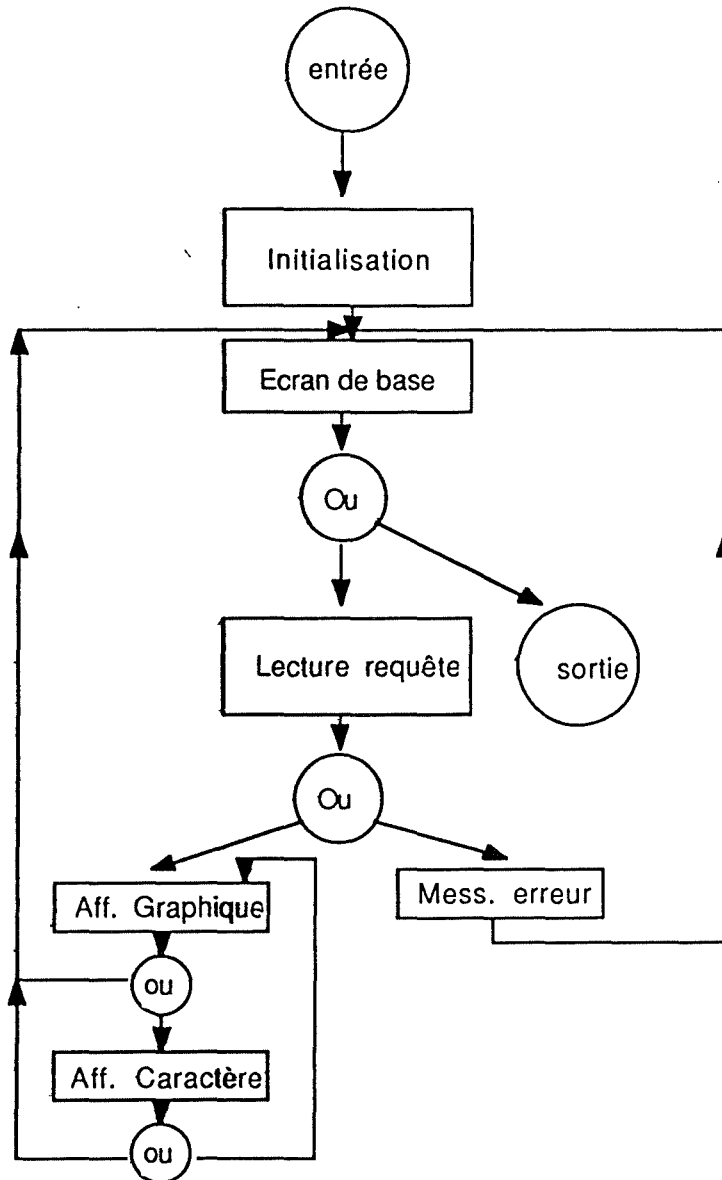 entrée
Initialisation
Ecran de base
Ou
Lecture requête
sortie
Ou
Aff. Graphique
Mess. erreur
ou
Aff. Caractère
ou